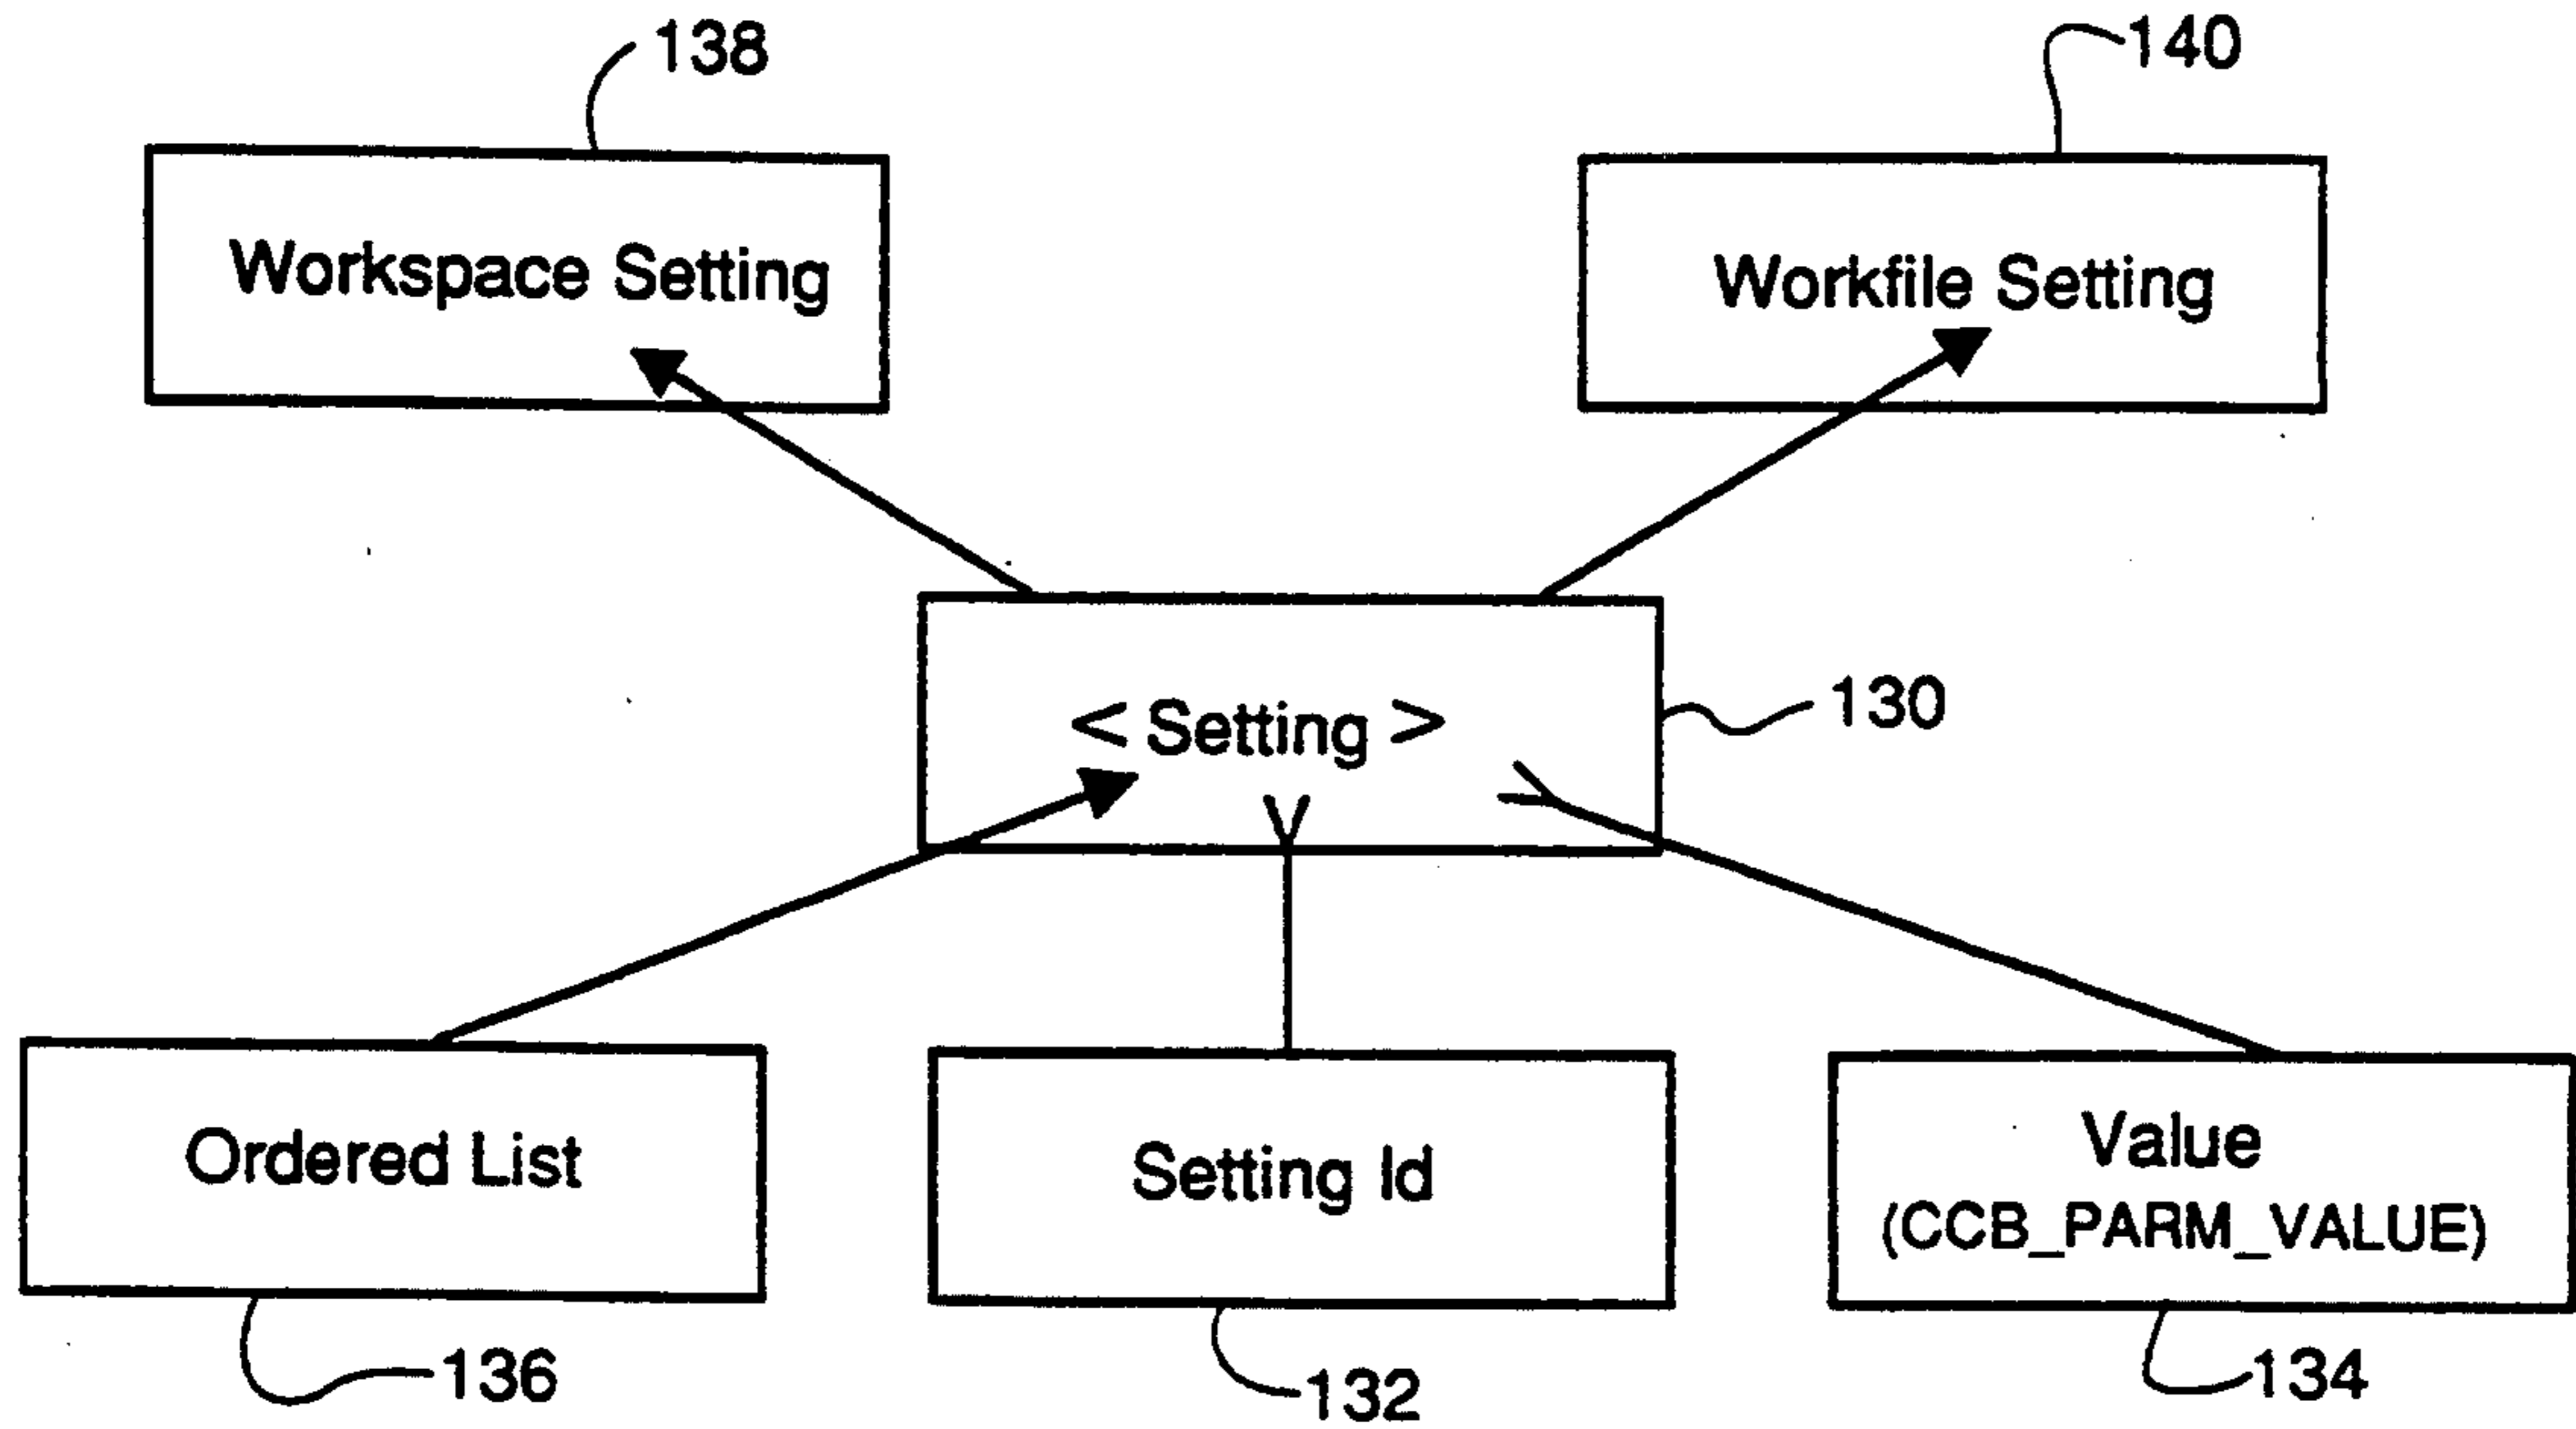 138
140
Workspace Setting
Workfile Setting
< Setting >
130
Ordered List
Setting Id
Value
(CCB_PARM_VALUE)
136
132
134